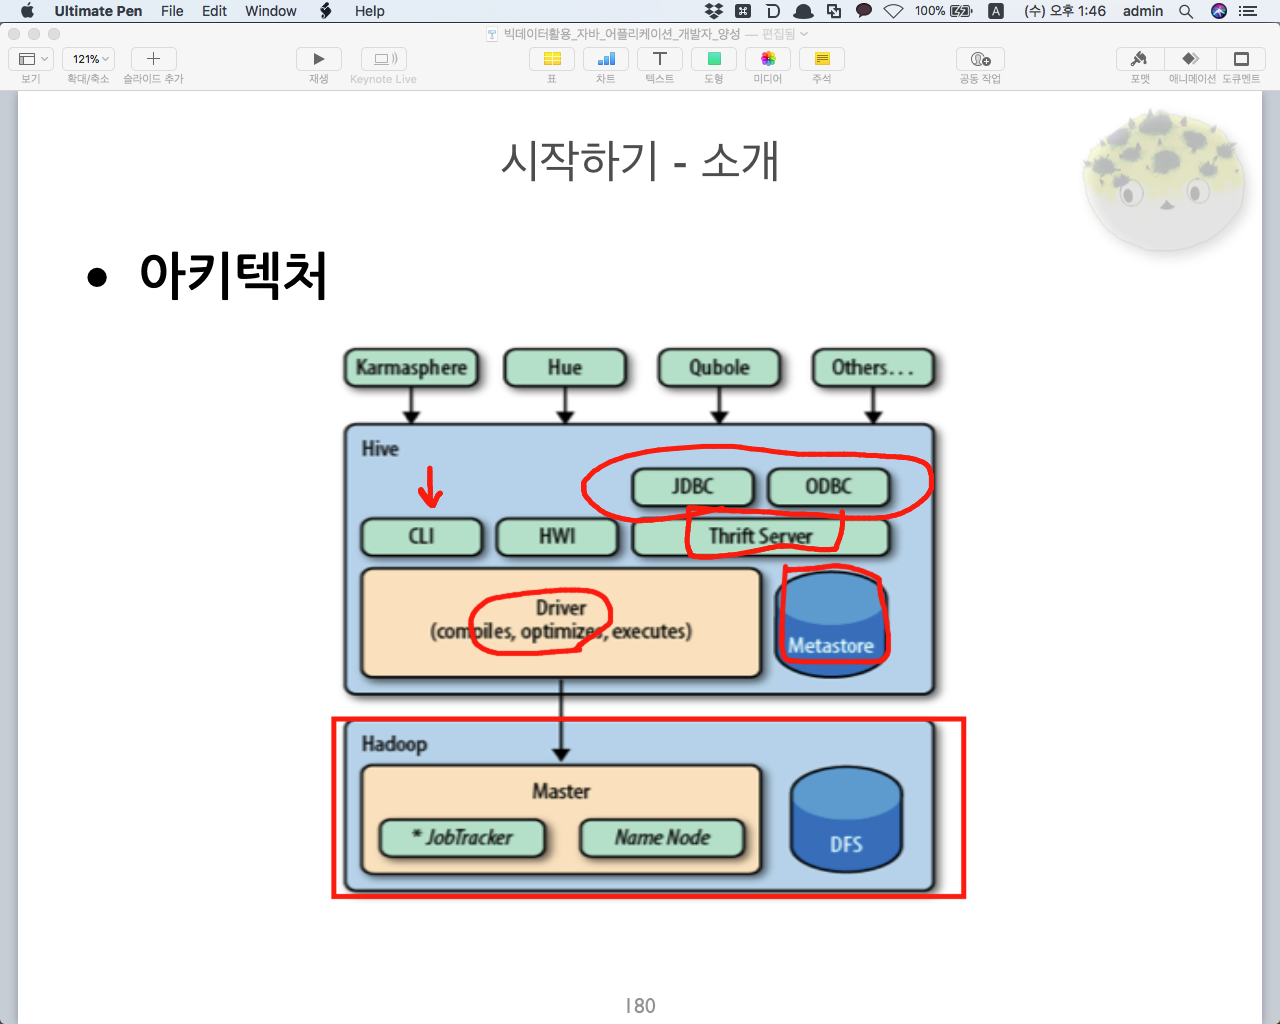 Ultimate Pen File Edit Window Help 100% A (수) 오후 1:46 admin
빅데이터활용_자바_어플리케이션_개발자_양성 — 편집됨
121%
보기 확대/축소 슬라이드 추가 재생 Keynote Live 표 차트 텍스트 도형 미디어 주석 공동 작업 포맷 애니메이션 도큐멘트
시작하기 - 소개
• 아키텍처
Karmasphere Hue Qubole Others...
Hive
JDBC ODBC
CLI HWI Thrift Server
Driver
(compiles, optimizes, executes)
Metastore
Hadoop
Master
* JobTracker Name Node
DFS
180